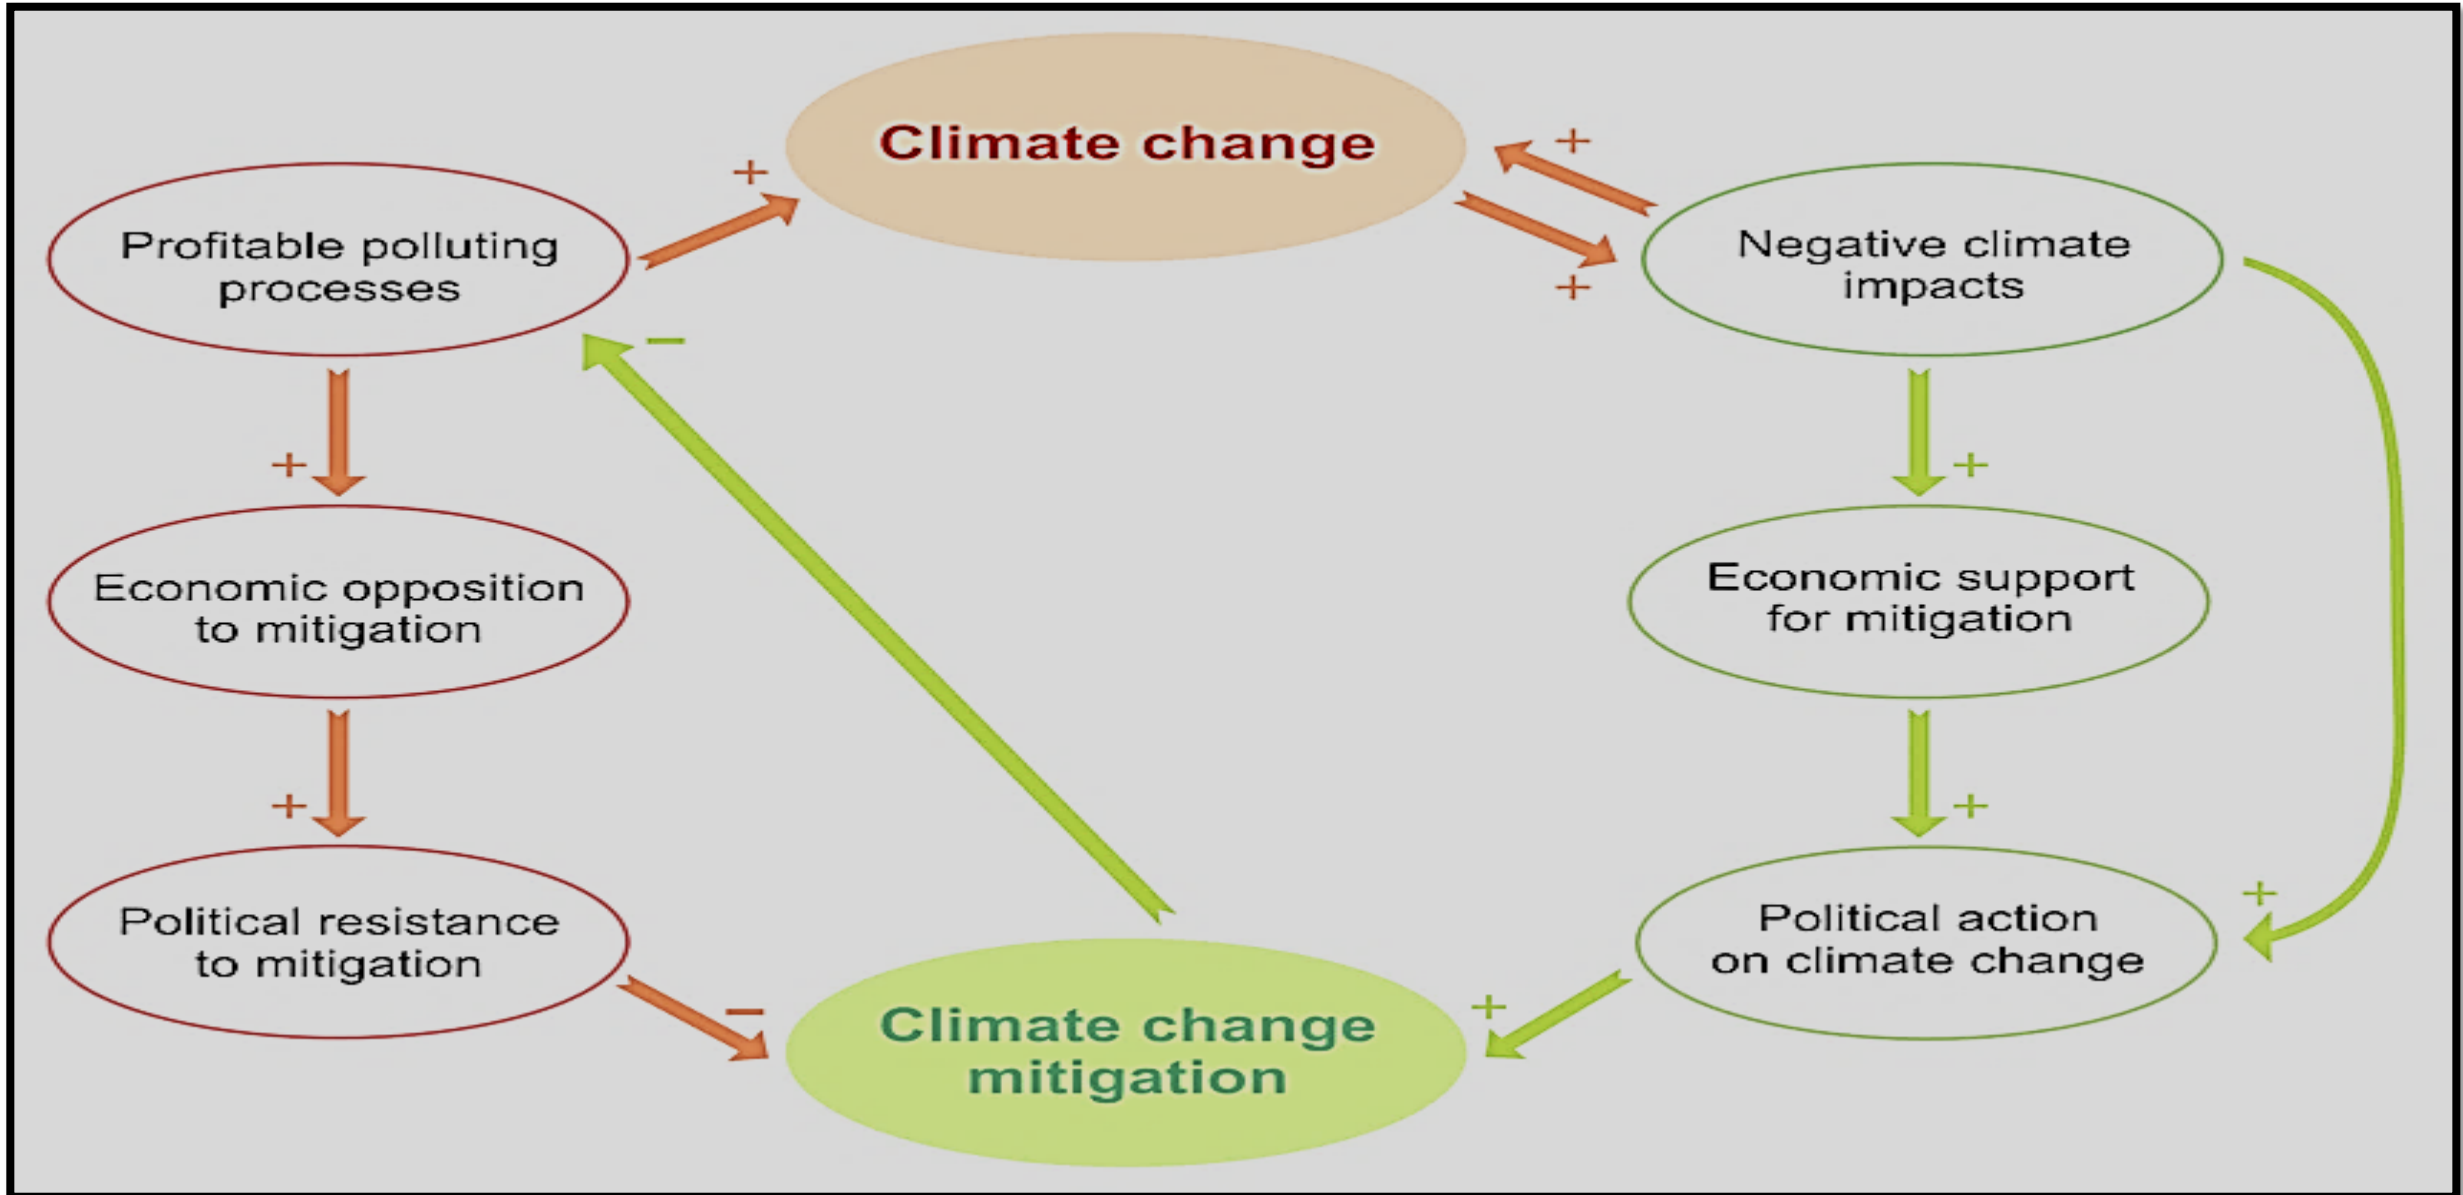 Climate change
+
+
+
Profitable polluting
processes
Negative climate
impacts
−
+
+
Economic opposition
to mitigation
Economic support
for mitigation
+
+
+
Political resistance
to mitigation
Political action
on climate change
−
+
Climate change
mitigation